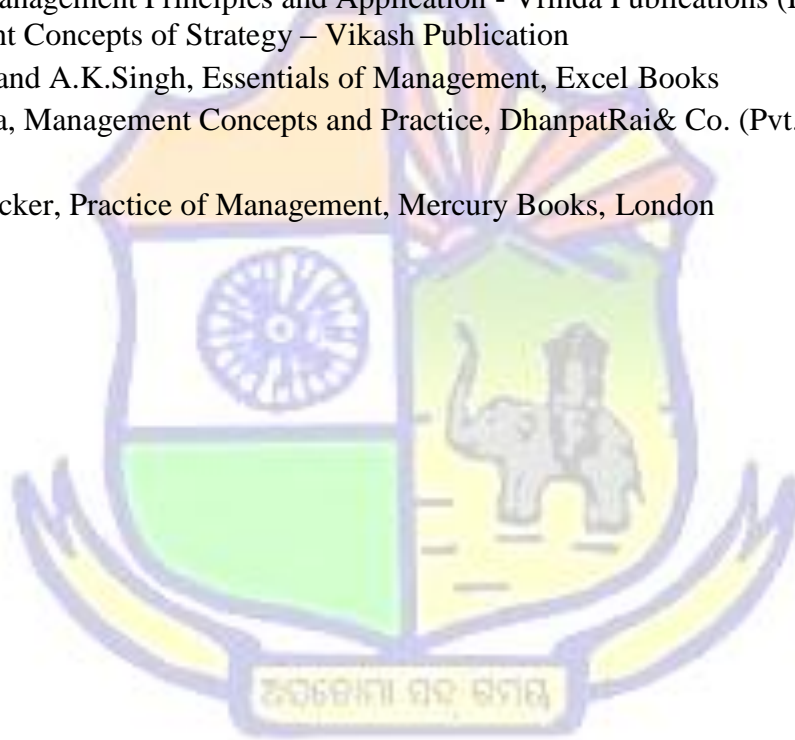 anagement Principles and Application - Vrinda Publications (
nt Concepts of Strategy – Vikash Publication
and A.K.Singh, Essentials of Management, Excel Books
a, Management Concepts and Practice, DhanpatRai& Co. (Pvt.
cker, Practice of Management, Mercury Books, London